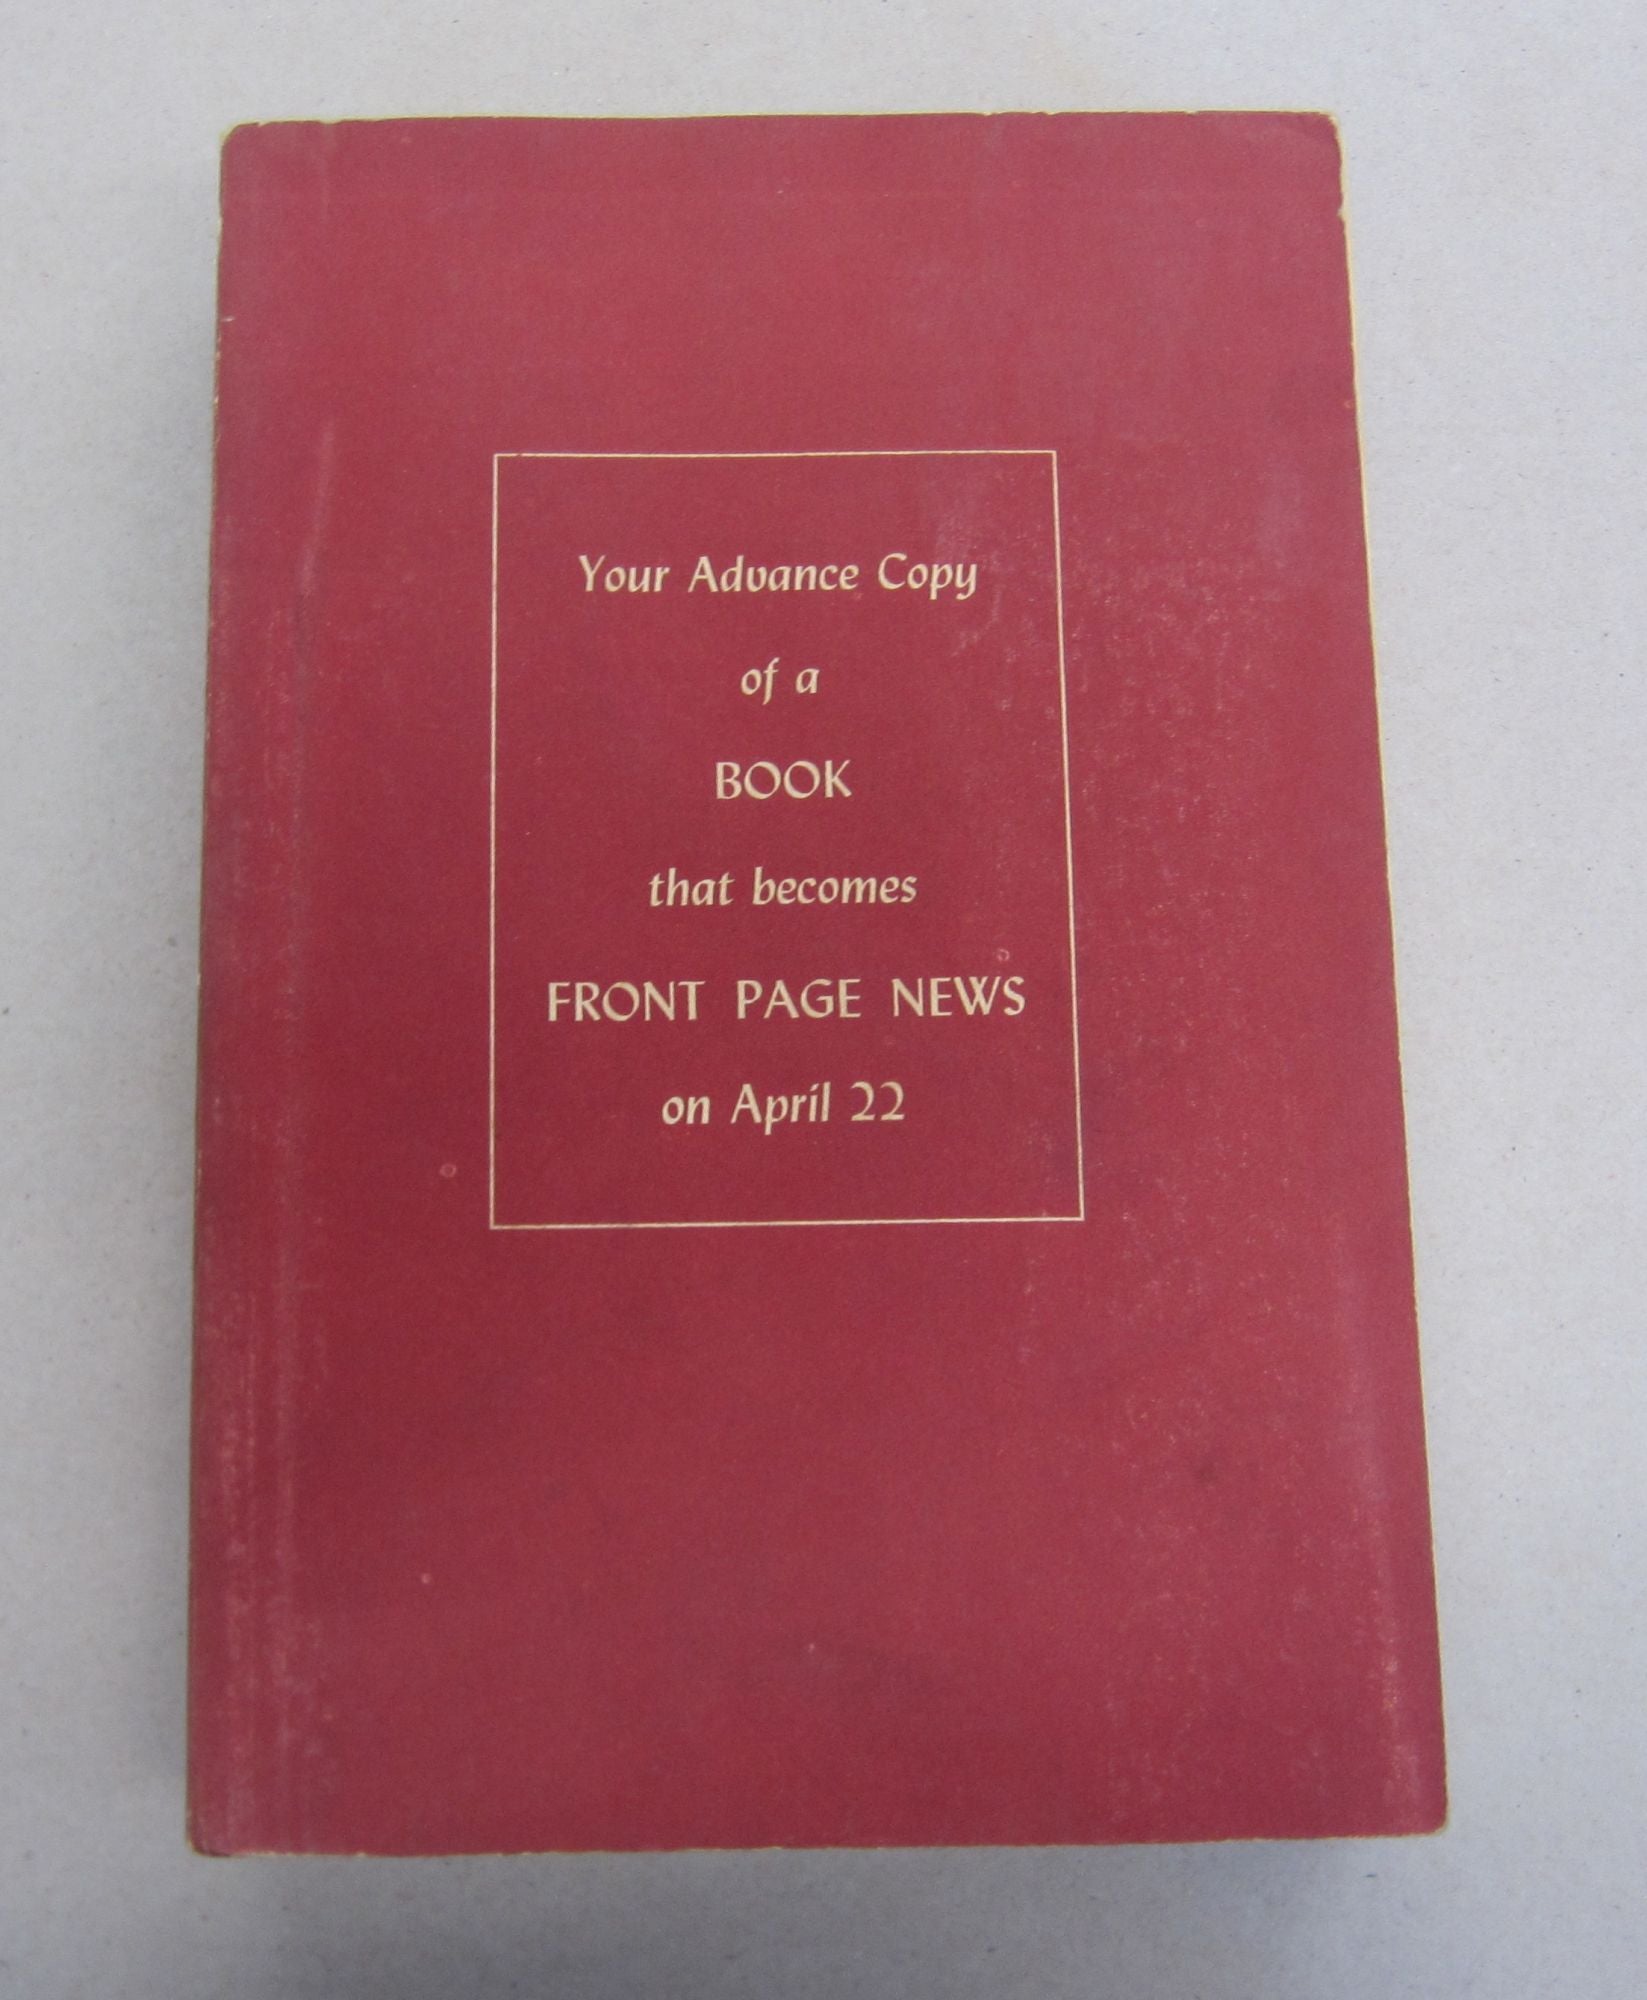 Your Advance Copy
of a
BOOK
that becomes
FRONT PAGE NEWS
on April 22